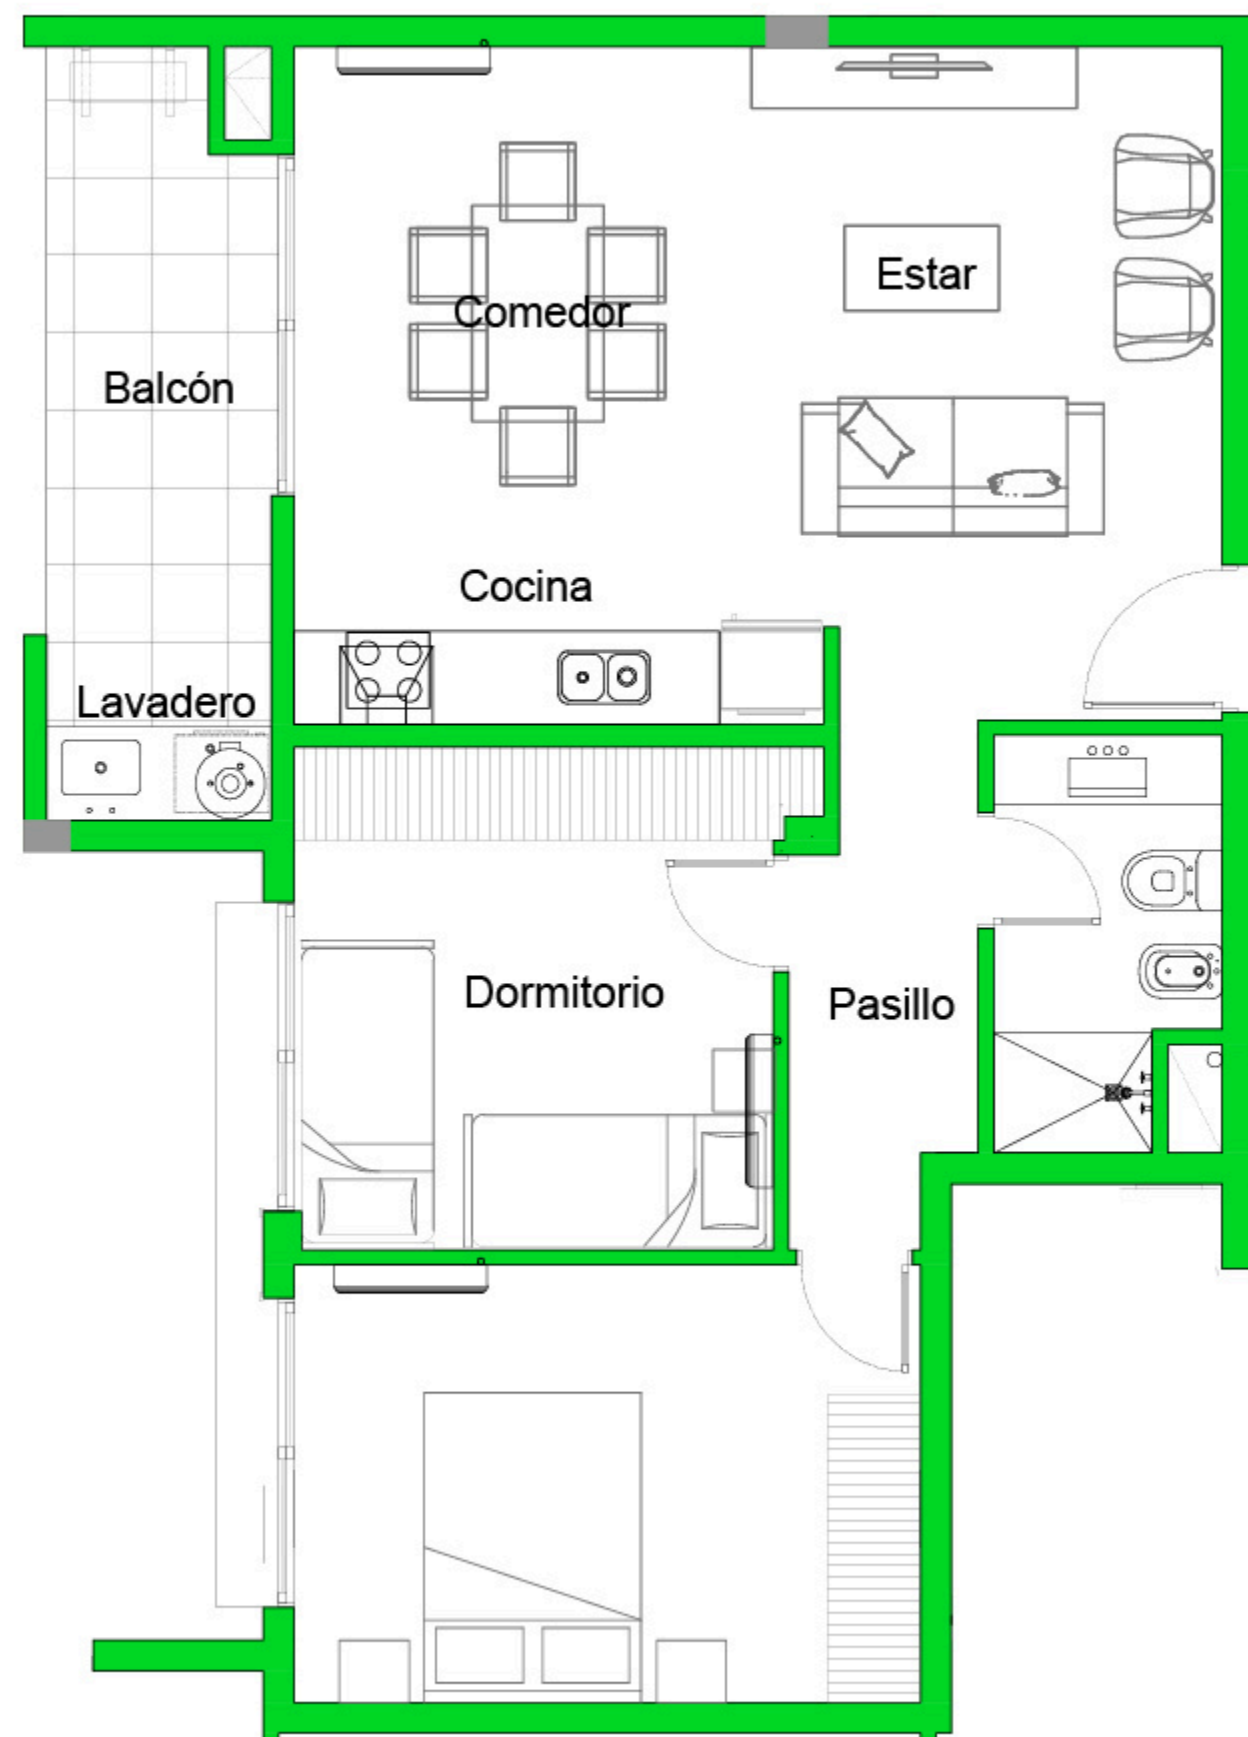 Estar
Comedor
Balcón
Cocina
Lavadero
Dormitorio
Pasillo